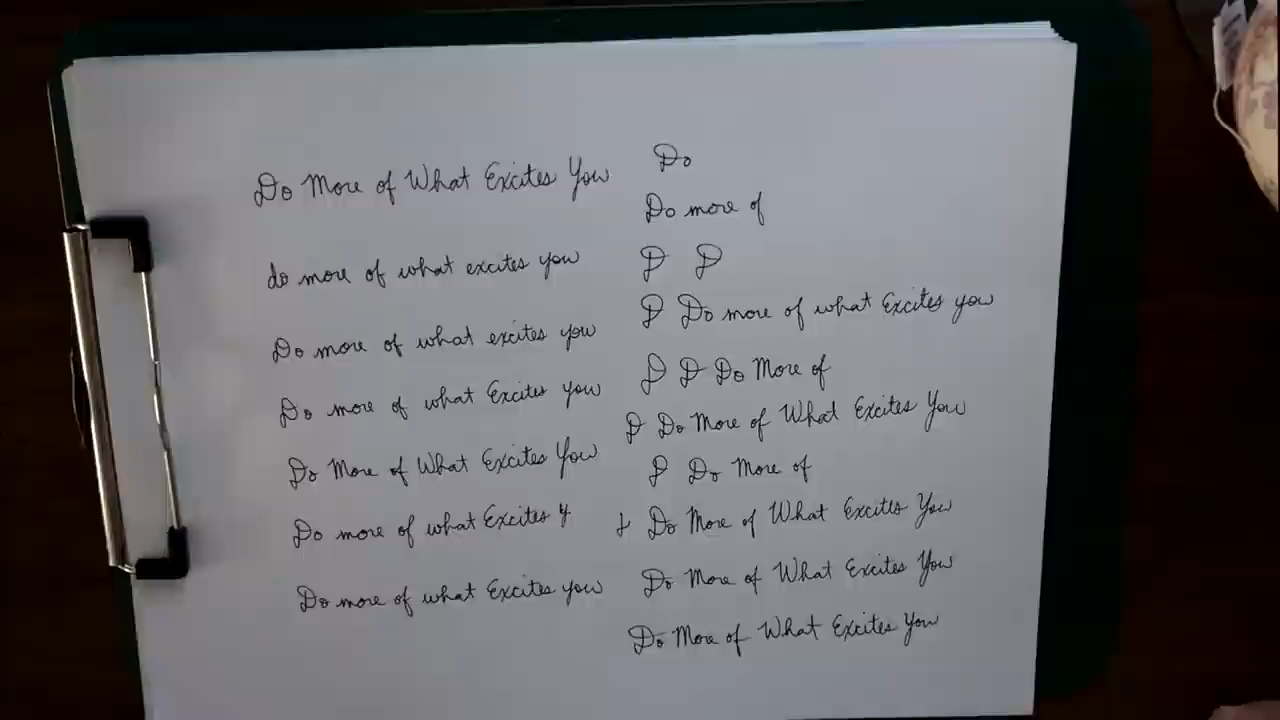 Do More of What Excites You
do more of what excites you
Do more of what excites you
Do more of what Excites you
Do More of What Excites You
Do more of what Excites y
Do more of what Excites you
Do
Do more of
D D
D Do more of what Excites you
D D Do More of
D Do More of What Excites You
D Do More of
Do More of What Excites You
Do More of What Excites You
Do More of What Excites You